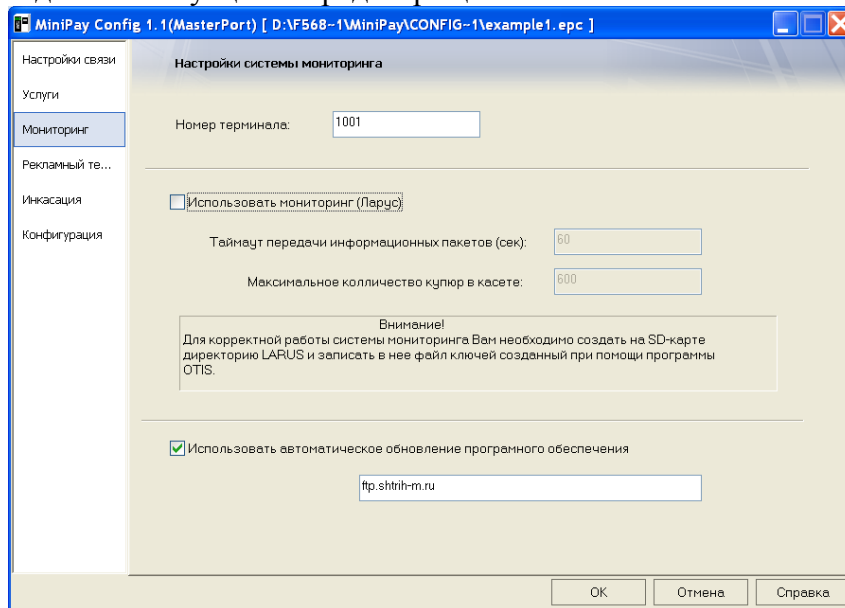 MiniPay Config 1.1(MasterPort) [ D:\F568~1\MiniPay\CONFIG~1\example1.epc ]
Настройки связи
Услуги
Мониторинг
Рекламный те...
Инкасация
Конфигурация
Настройки системы мониторинга
Номер терминала: 1001
Использовать мониторинг (Ларус)
Таймаут передачи информационных пакетов (сек): 60
Максимальное колличество купюр в касете: 600
Внимание!
Для корректной работы системы мониторинга Вам необходимо создать на SD-карте
директорию LARUS и записать в нее файл ключей созданный при помощи программы
OTIS.
Использовать автоматическое обновление програмного обеспечения
ftp.shtrih-m.ru
OK Отмена Справка